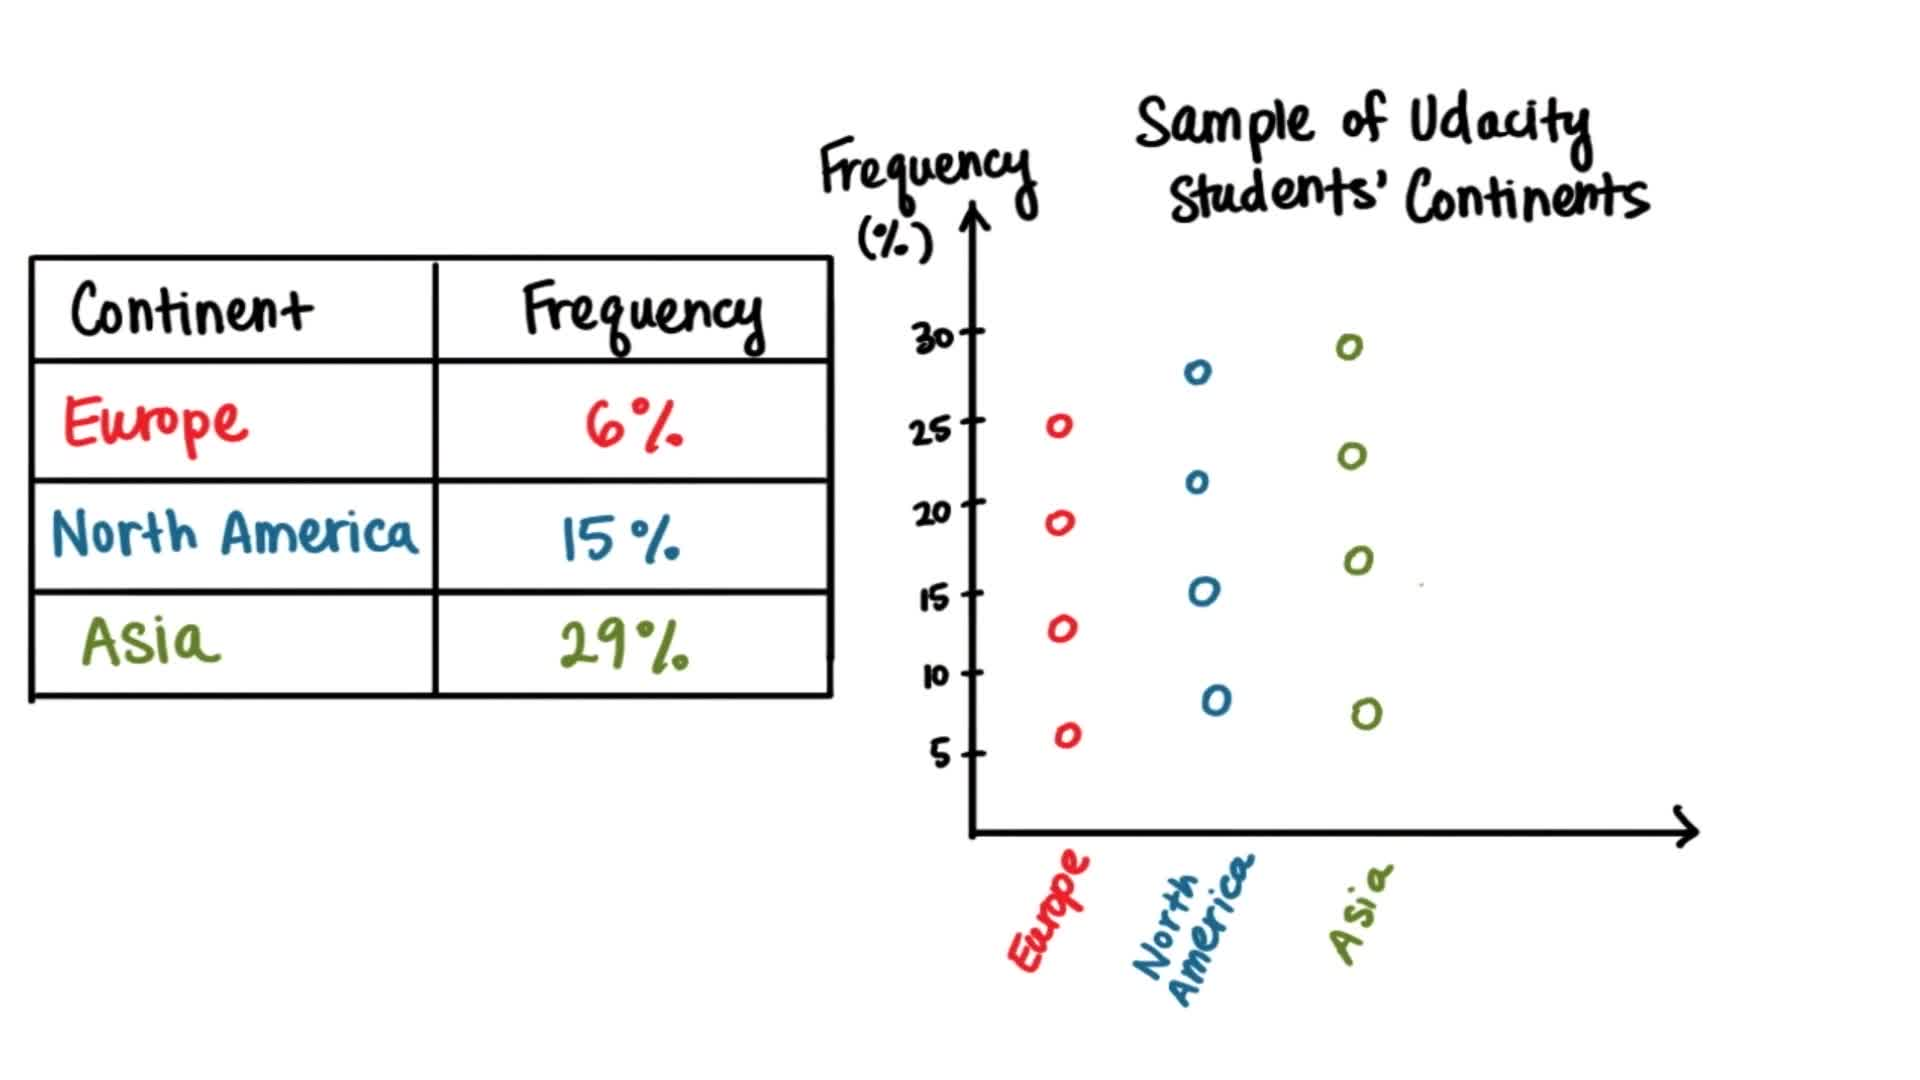 Sample of Udacity
Students' Continents
Continent Frequency
Europe 6%
North America 15%
Asia 29%
Frequency
(%)
30
25
20
15
10
5
Europe
North
America
Asia